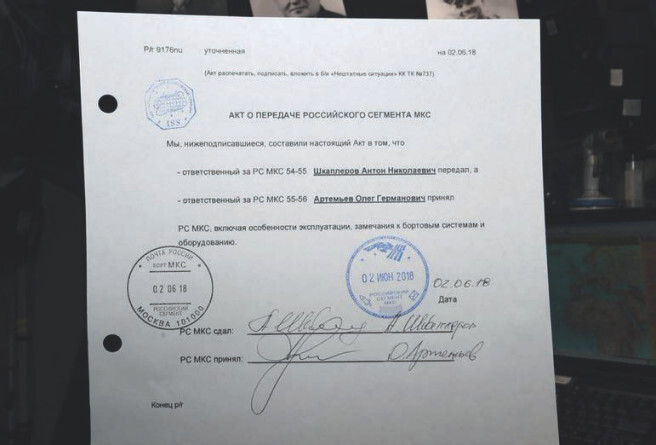 Р/г 9176пu уточненная на 02.06.18
(Акт распечатать, подписать, вложить в б/и «Нештатные ситуации» КК ТК №737)
ISS
АКТ О ПЕРЕДАЧЕ РОССИЙСКОГО СЕГМЕНТА МКС
Мы, нижеподписавшиеся, составили настоящий Акт в том, что
- ответственный за РС МКС 54-55 Шкаплеров Антон Николаевич передал, а
- ответственный за РС МКС 55-56 Артемьев Олег Германович принял
РС МКС, включая особенности эксплуатации, замечания к бортовым системам и
оборудованию.
ПОЧТА РОССИИ
БОРТ МКС
02 06 18
РОССИЙСКИЙ
СЕГМЕНТ
МОСКВА 101000
02 ИЮН 2018
РОССИЙСКИЙ
СЕГМЕНТ
МКС
02.06.18
Дата
РС МКС сдал: А Шкаплеров
РС МКС принял: О.Артемьев
Конец р/г